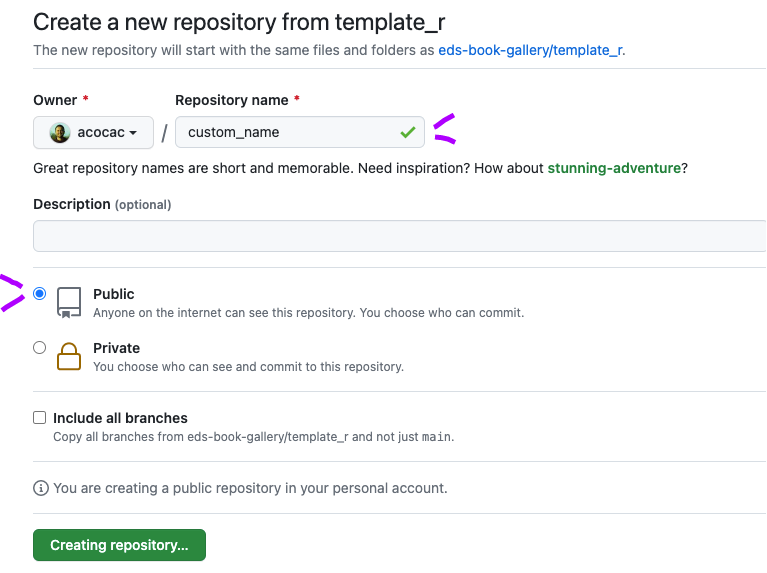 Create a new repository from template_r
The new repository will start with the same files and folders as eds-book-gallery/template_r.
Owner * Repository name *
acocac / custom_name
Great repository names are short and memorable. Need inspiration? How about stunning-adventure?
Description (optional)
Public
Anyone on the internet can see this repository. You choose who can commit.
Private
You choose who can see and commit to this repository.
Include all branches
Copy all branches from eds-book-gallery/template_r and not just main.
You are creating a public repository in your personal account.
Creating repository...